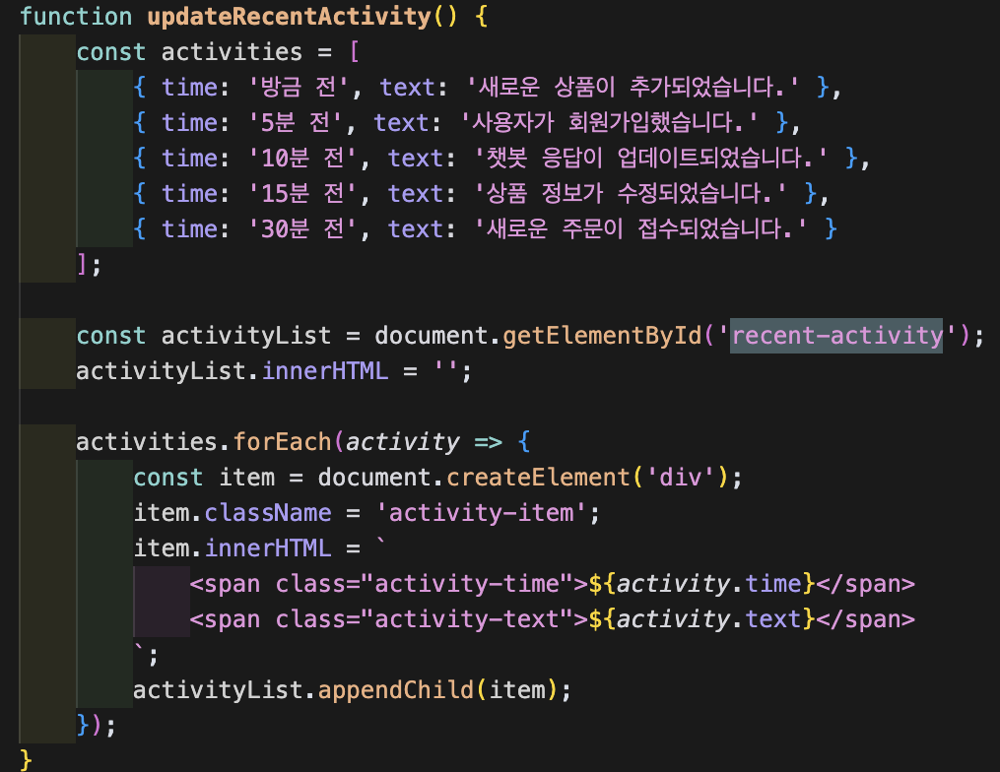 function updateRecentActivity() {
    const activities = [
        { time: '방금 전', text: '새로운 상품이 추가되었습니다.' },
        { time: '5분 전', text: '사용자가 회원가입했습니다.' },
        { time: '10분 전', text: '챗봇 응답이 업데이트되었습니다.' },
        { time: '15분 전', text: '상품 정보가 수정되었습니다.' },
        { time: '30분 전', text: '새로운 주문이 접수되었습니다.' }
    ];

    const activityList = document.getElementById('recent-activity');
    activityList.innerHTML = '';

    activities.forEach(activity => {
        const item = document.createElement('div');
        item.className = 'activity-item';
        item.innerHTML = `
            <span class="activity-time">${activity.time}</span>
            <span class="activity-text">${activity.text}</span>
        `;
        activityList.appendChild(item);
    });
}